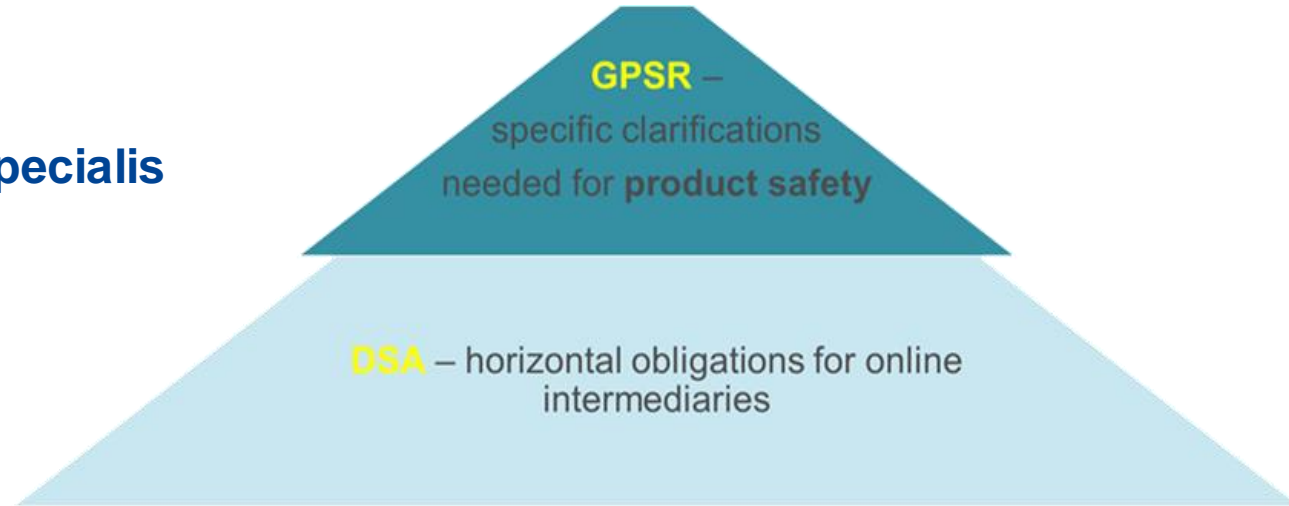 GPSR –
specific clarifications
pecialis
needed for product safety
DSA – horizontal obligations for online
intermediaries